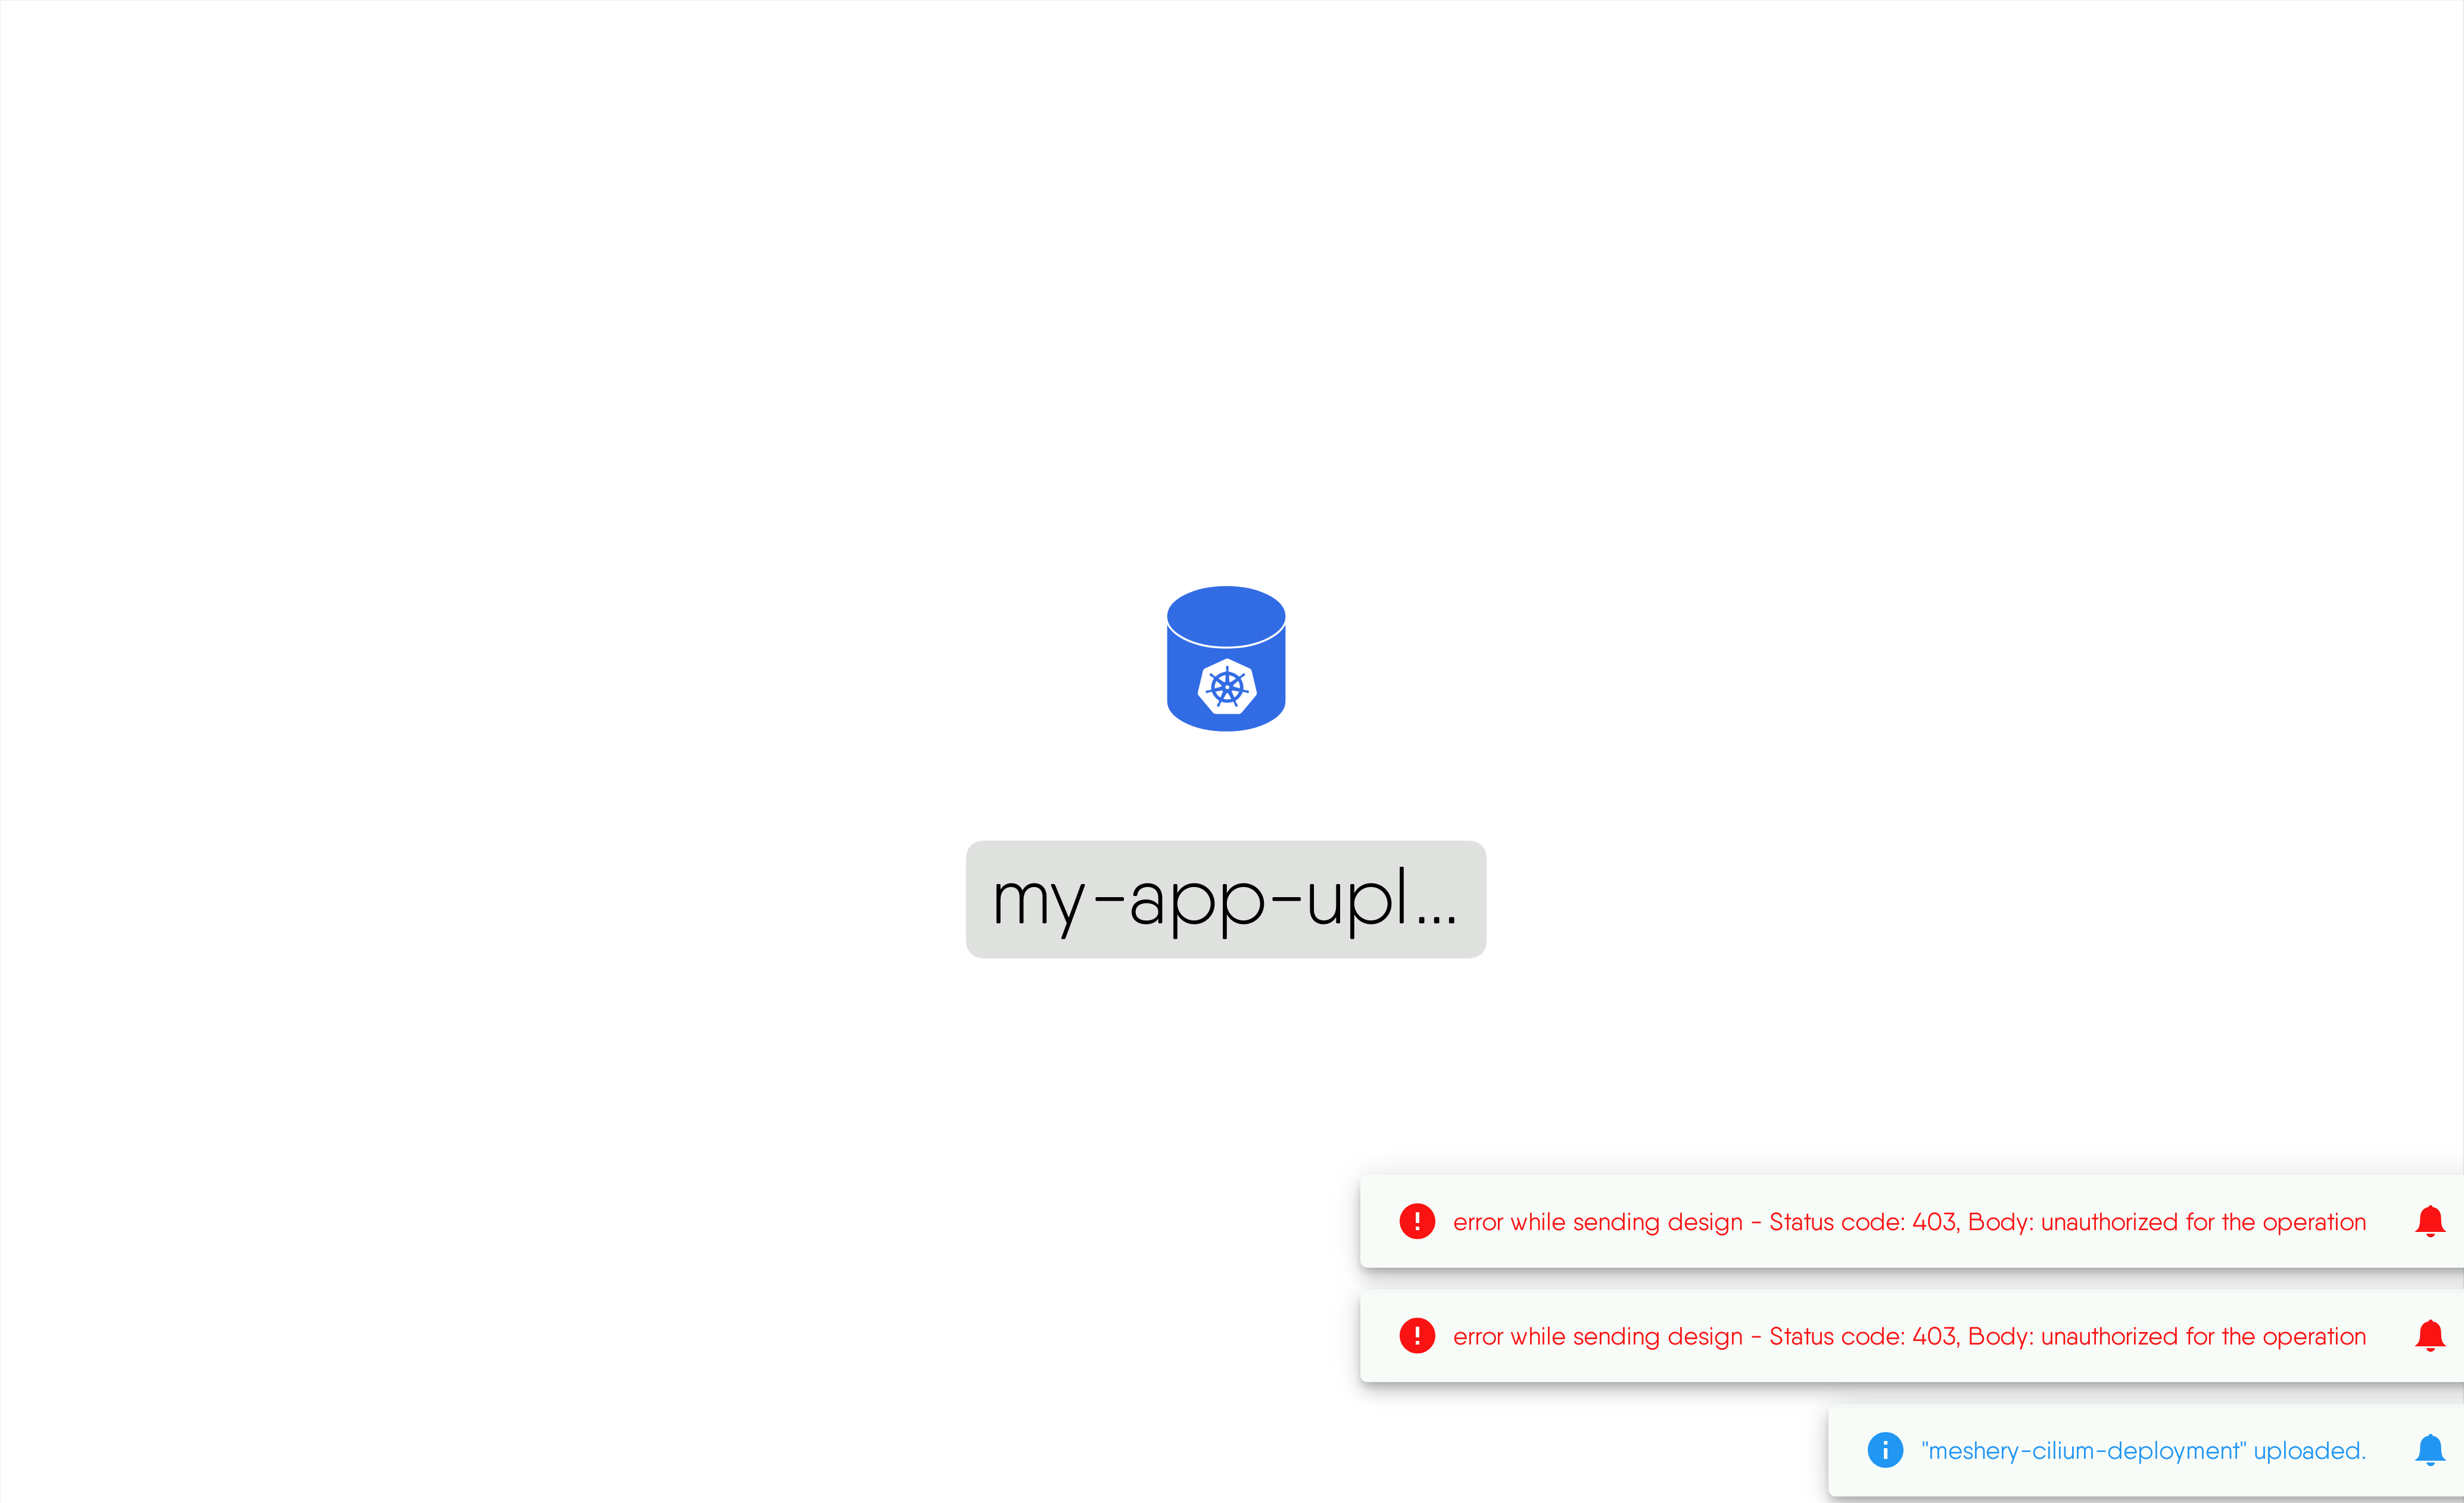 my-app-upl...
error while sending design - Status code: 403, Body: unauthorized for the operation
error while sending design - Status code: 403, Body: unauthorized for the operation
"meshery-cilium-deployment" uploaded.